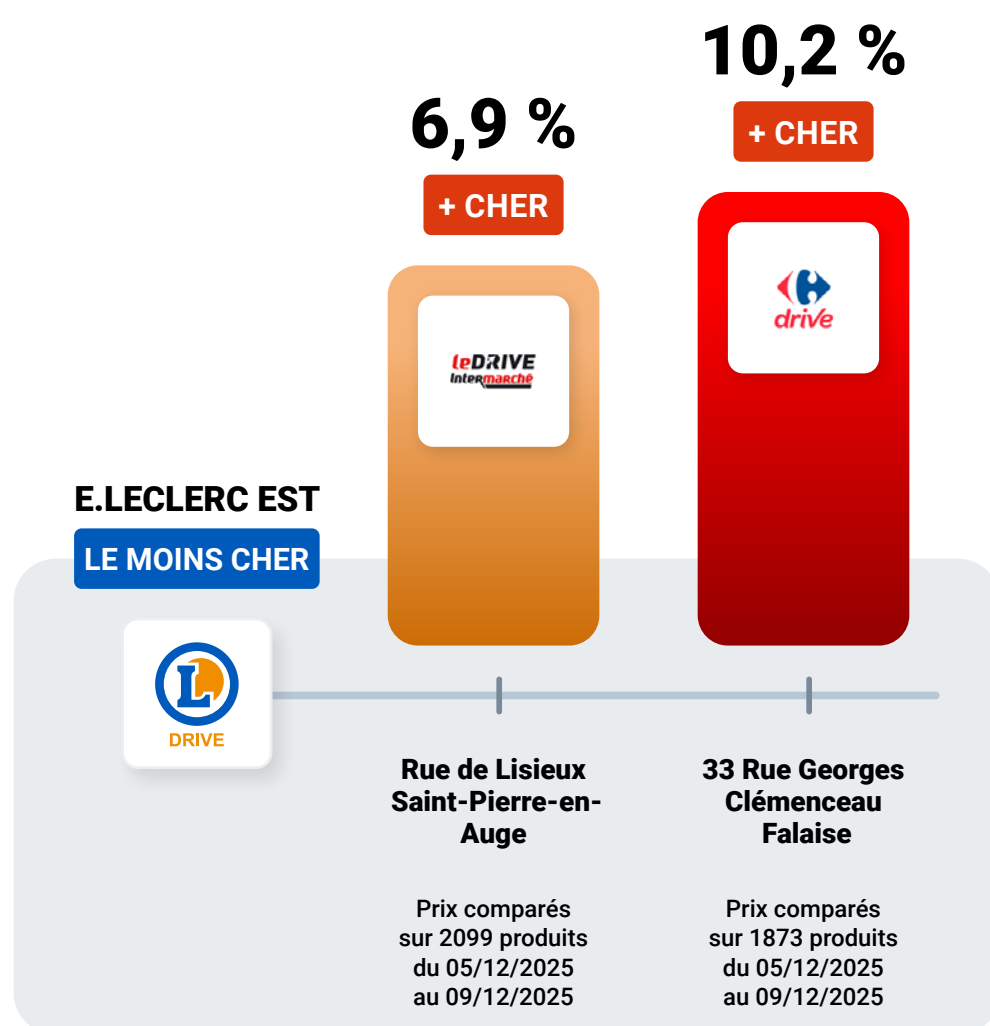 10,2 %
+ CHER
6,9 %
+ CHER
drive
leDRIVE
Intermarché
E.LECLERC EST
LE MOINS CHER
L
DRIVE
Rue de Lisieux
Saint-Pierre-en-
Auge
33 Rue Georges
Clémenceau
Falaise
Prix comparés
sur 2099 produits
du 05/12/2025
au 09/12/2025
Prix comparés
sur 1873 produits
du 05/12/2025
au 09/12/2025